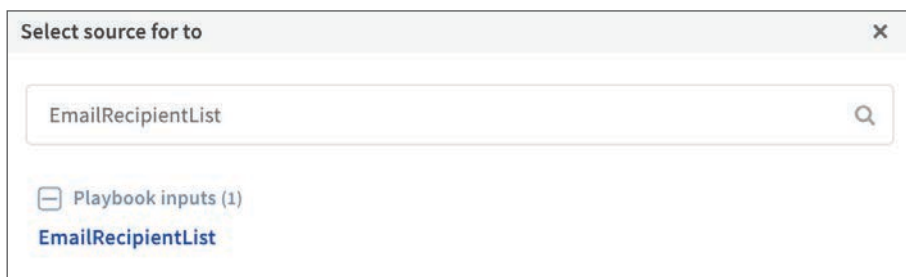 Select source for to
EmailRecipientList
Playbook inputs (1)
EmailRecipientList